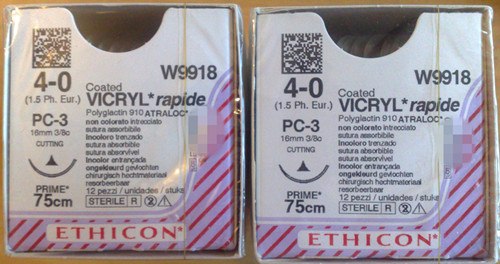 W9918
4-0
(1.5 Ph. Eur.)
Coated
VICRYL* rapide
Polyglactin 910 ATRALOC*
PC-3
16mm 3/8c
CUTTING
non colorato intrecciato
sutura assorbibile
incoloro trenzado
sutura absorbible
incolor entrançada
sutura absorvível
ongekleurd gevlochten
chirurgisch hechtmateriaal
resorbeerbaar
PRIME*
75cm
12 pezzi / unidades / stuks
STERILE R
ETHICON*
W9918
4-0
(1.5 Ph. Eur.)
Coated
VICRYL* rapide
Polyglactin 910 ATRALOC*
PC-3
16mm 3/8c
CUTTING
non colorato intrecciato
sutura assorbibile
incoloro trenzado
sutura absorbible
incolor entrançada
sutura absorvível
ongekleurd gevlochten
chirurgisch hechtmateriaal
resorbeerbaar
PRIME*
75cm
12 pezzi / unidades / stuks
STERILE R
ETHICON*